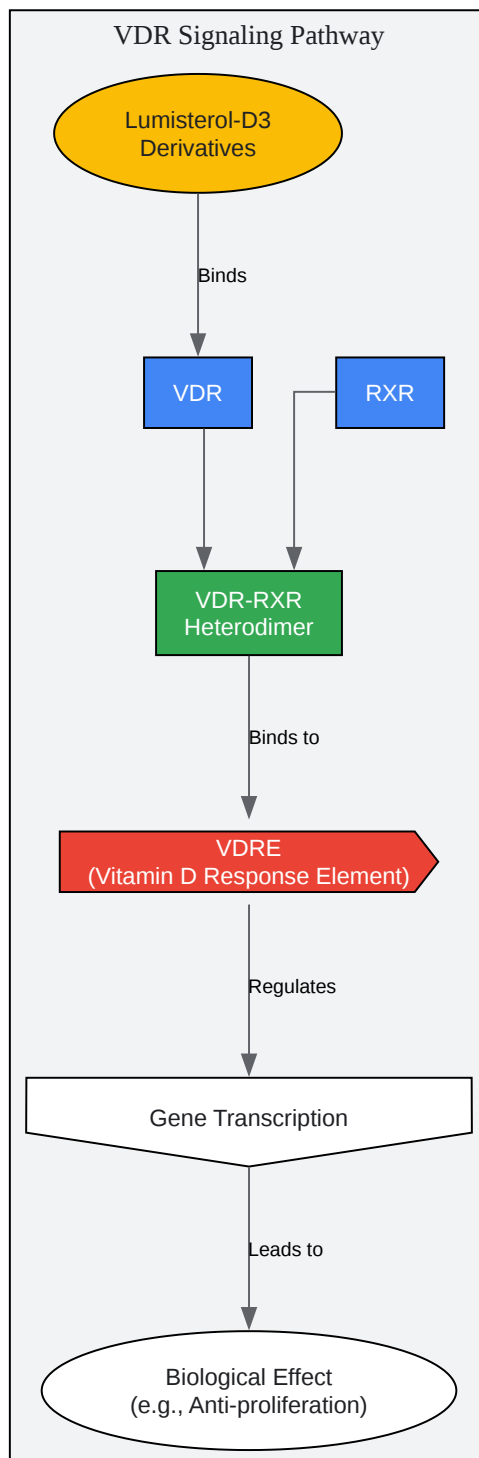 VDR Signaling Pathway
Lumisterol-D3
Derivatives
Binds
VDR
RXR
VDR-RXR
Heterodimer
Binds to
VDRE
(Vitamin D Response Element)
Regulates
Gene Transcription
Leads to
Biological Effect
(e.g., Anti-proliferation)